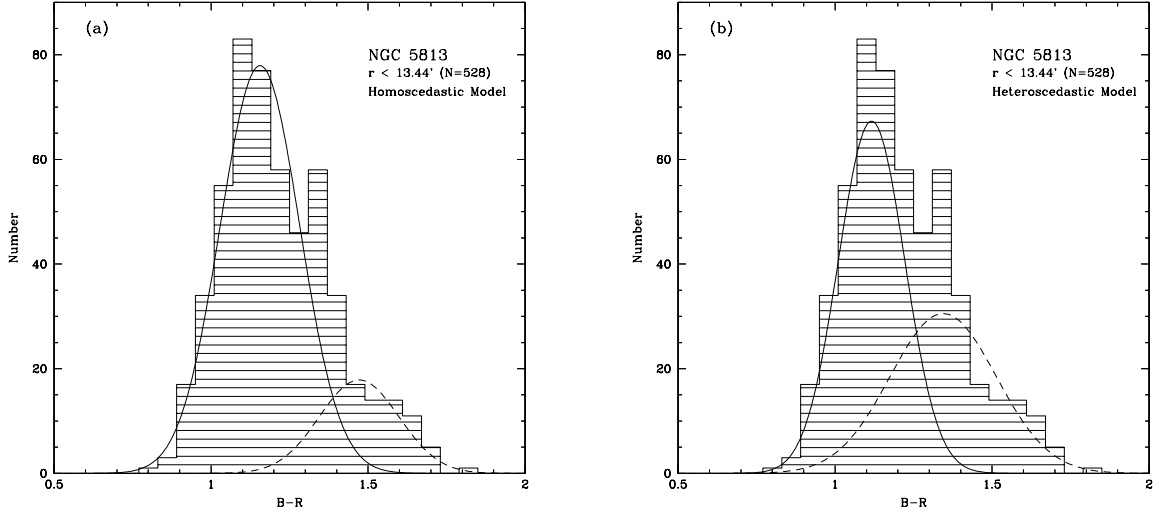 (a)
NGC 5813
r < 13.44' (N=528)
Homoscedastic Model
80
60
40
20
0
Number
0.5
1
1.5
2
B-R
(b)
NGC 5813
r < 13.44' (N=528)
Heteroscedastic Model
80
60
40
20
0
Number
0.5
1
1.5
2
B-R